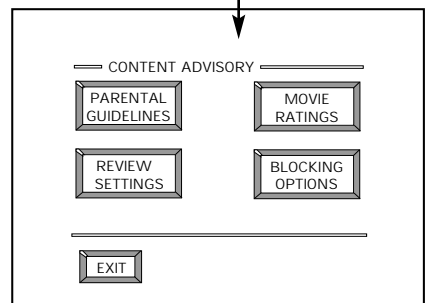 CONTENT ADVISORY
PARENTAL
GUIDELINES
MOVIE
RATINGS
REVIEW
SETTINGS
BLOCKING
OPTIONS
EXIT